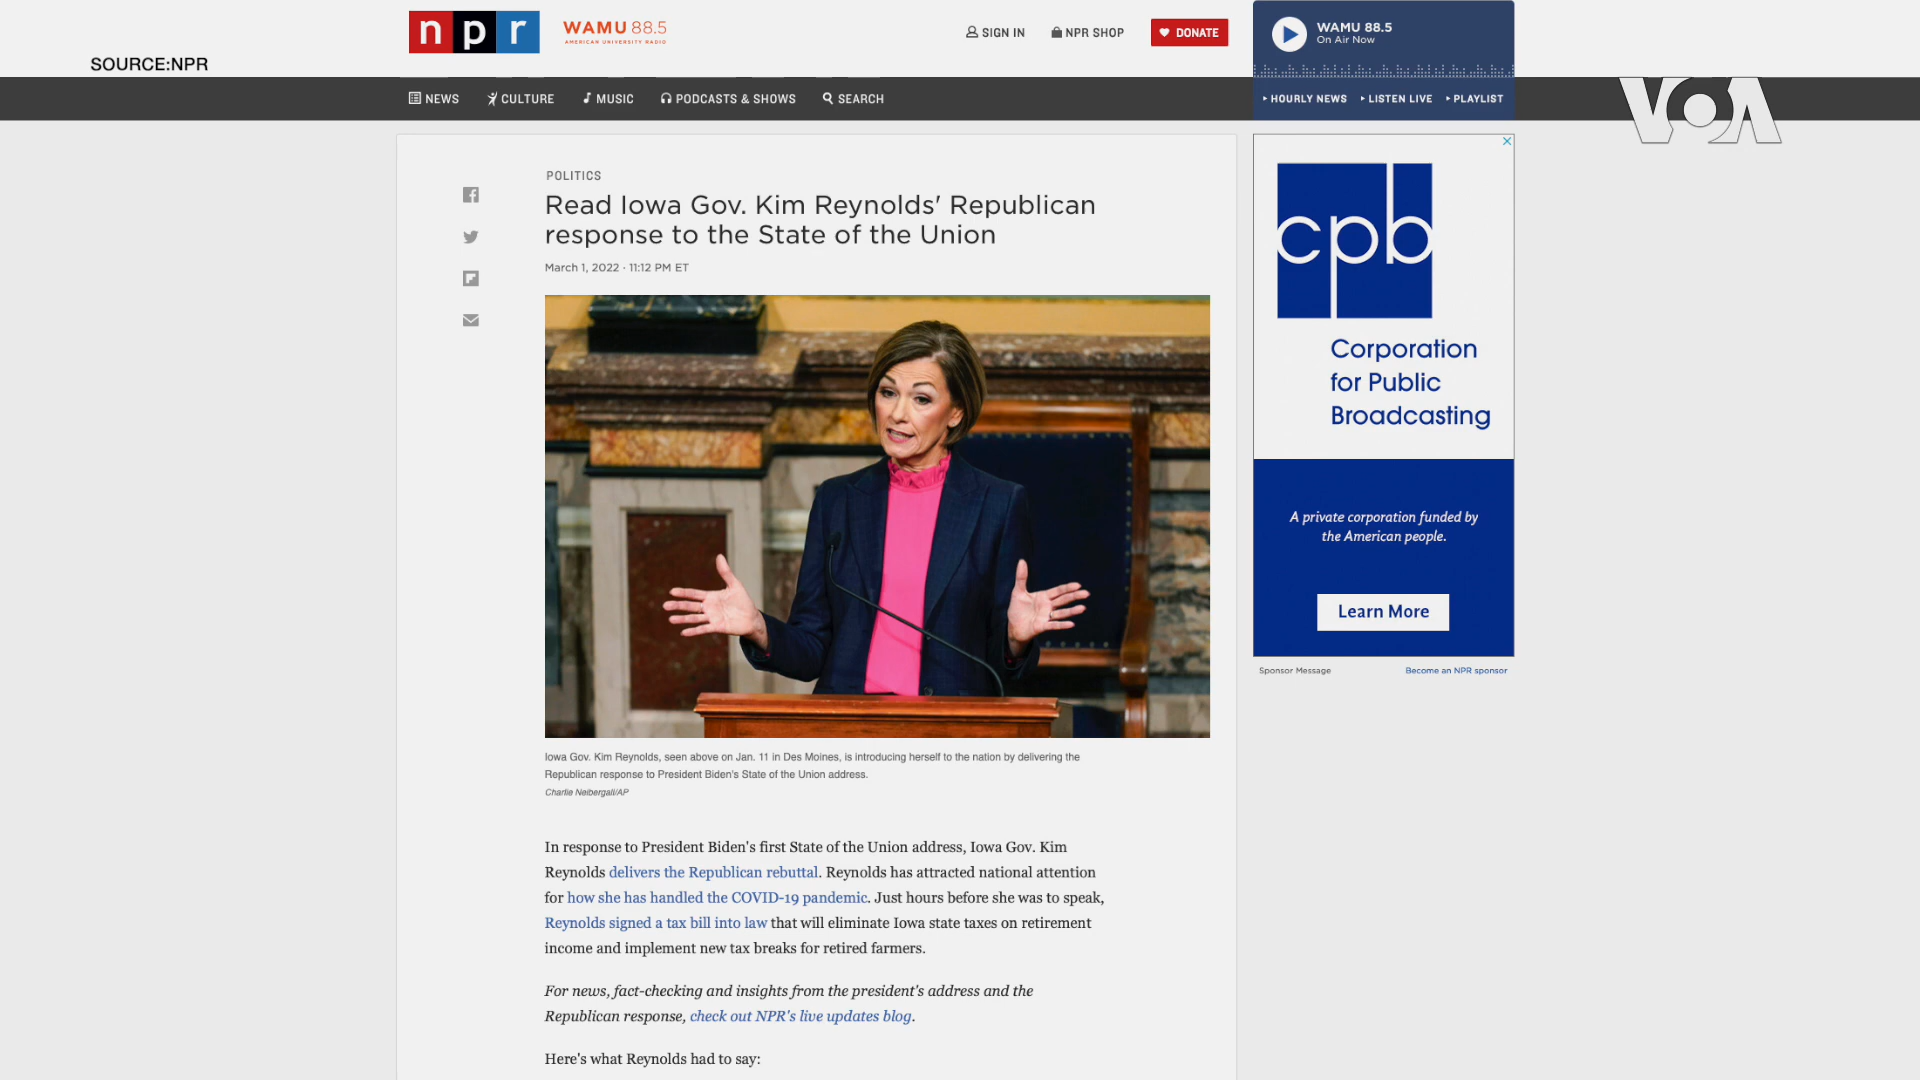 SOURCE:NPR
npr
WAMU 88.5
AMERICAN UNIVERSITY RADIO
SIGN IN
NPR SHOP
DONATE
WAMU 88.5
On Air Now
NEWS
CULTURE
MUSIC
PODCASTS & SHOWS
SEARCH
HOURLY NEWS
LISTEN LIVE
PLAYLIST
VOA
POLITICS
Read Iowa Gov. Kim Reynolds' Republican
response to the State of the Union
March 1, 2022 · 11:12 PM ET
Iowa Gov. Kim Reynolds, seen above on Jan. 11 in Des Moines, is introducing herself to the nation by delivering the
Republican response to President Biden's State of the Union address.
Charlie Neibergall/AP
In response to President Biden's first State of the Union address, Iowa Gov. Kim
Reynolds delivers the Republican rebuttal. Reynolds has attracted national attention
for how she has handled the COVID-19 pandemic. Just hours before she was to speak,
Reynolds signed a tax bill into law that will eliminate Iowa state taxes on retirement
income and implement new tax breaks for retired farmers.
For news, fact-checking and insights from the president's address and the
Republican response, check out NPR's live updates blog.
Here's what Reynolds had to say:
cpb
Corporation
for Public
Broadcasting
A private corporation funded by
the American people.
Learn More
Sponsor Message
Become an NPR sponsor